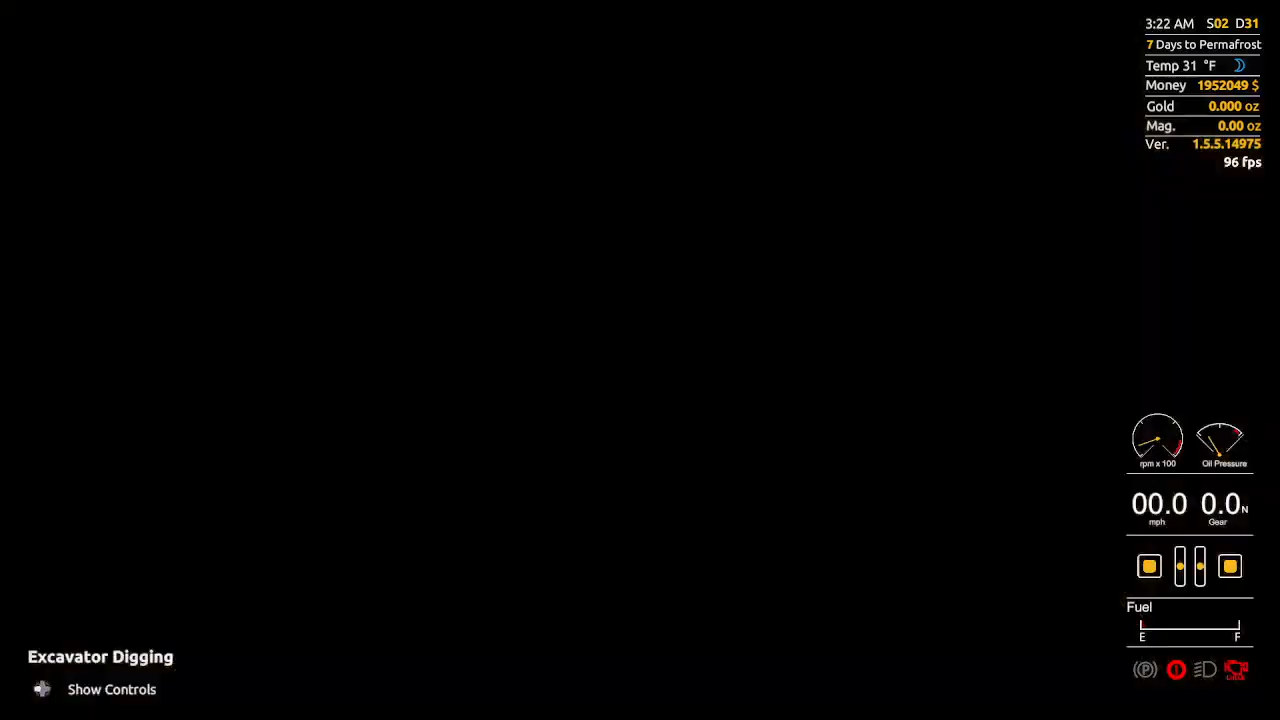 3:22 AM S02 D31
7 Days to Permafrost
Temp 31 °F
Money 1952049 $
Gold 0.000 oz
Mag. 0.00 oz
Ver. 1.5.5.14975
96 fps
rpm x 100 Oil Pressure
00.0 0.0 N
mph Gear
Fuel
E F
Excavator Digging
Show Controls